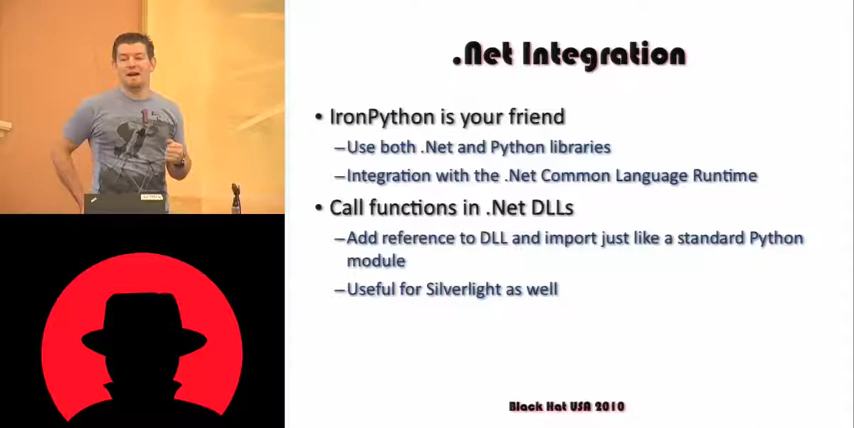 .Net Integration
• IronPython is your friend
–Use both .Net and Python libraries
–Integration with the .Net Common Language Runtime
• Call functions in .Net DLLs
–Add reference to DLL and import just like a standard Python
module
–Useful for Silverlight as well
Black Hat USA 2010